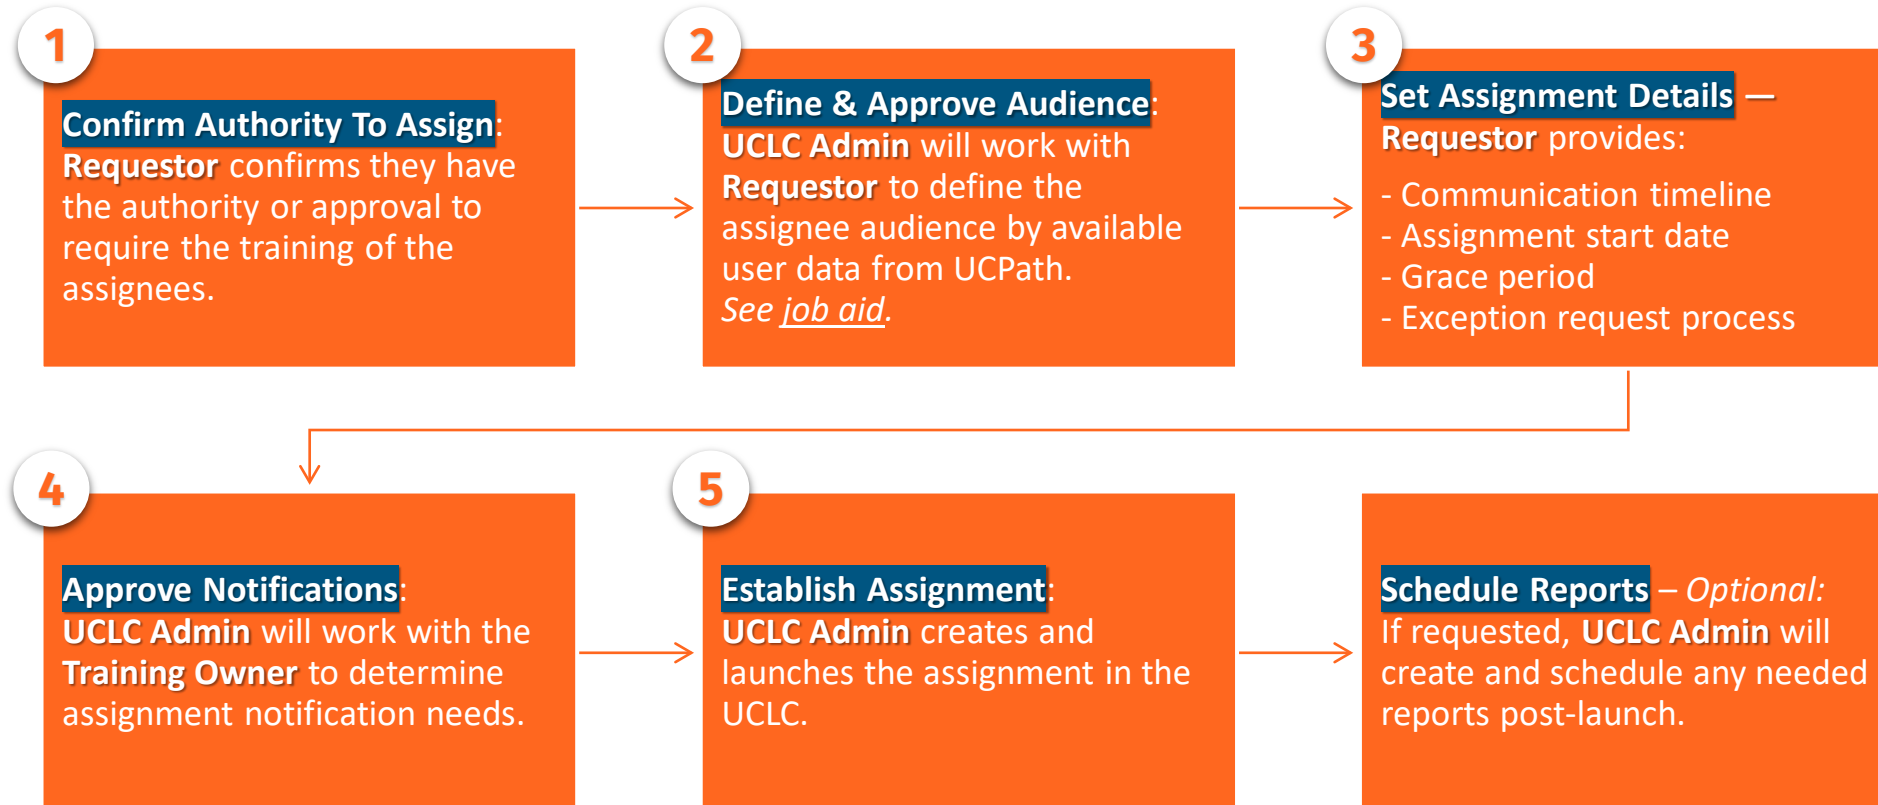 1
Confirm Authority To Assign:
Requestor confirms they have
the authority or approval to
require the training of the
assignees.
2
Define & Approve Audience:
UCLC Admin will work with
Requestor to define the
assignee audience by available
user data from UCPath.
See job aid.
3
Set Assignment Details —
Requestor provides:
- Communication timeline
- Assignment start date
- Grace period
- Exception request process
4
Approve Notifications:
UCLC Admin will work with the
Training Owner to determine
assignment notification needs.
5
Establish Assignment:
UCLC Admin creates and
launches the assignment in the
UCLC.
Schedule Reports – Optional:
If requested, UCLC Admin will
create and schedule any needed
reports post-launch.